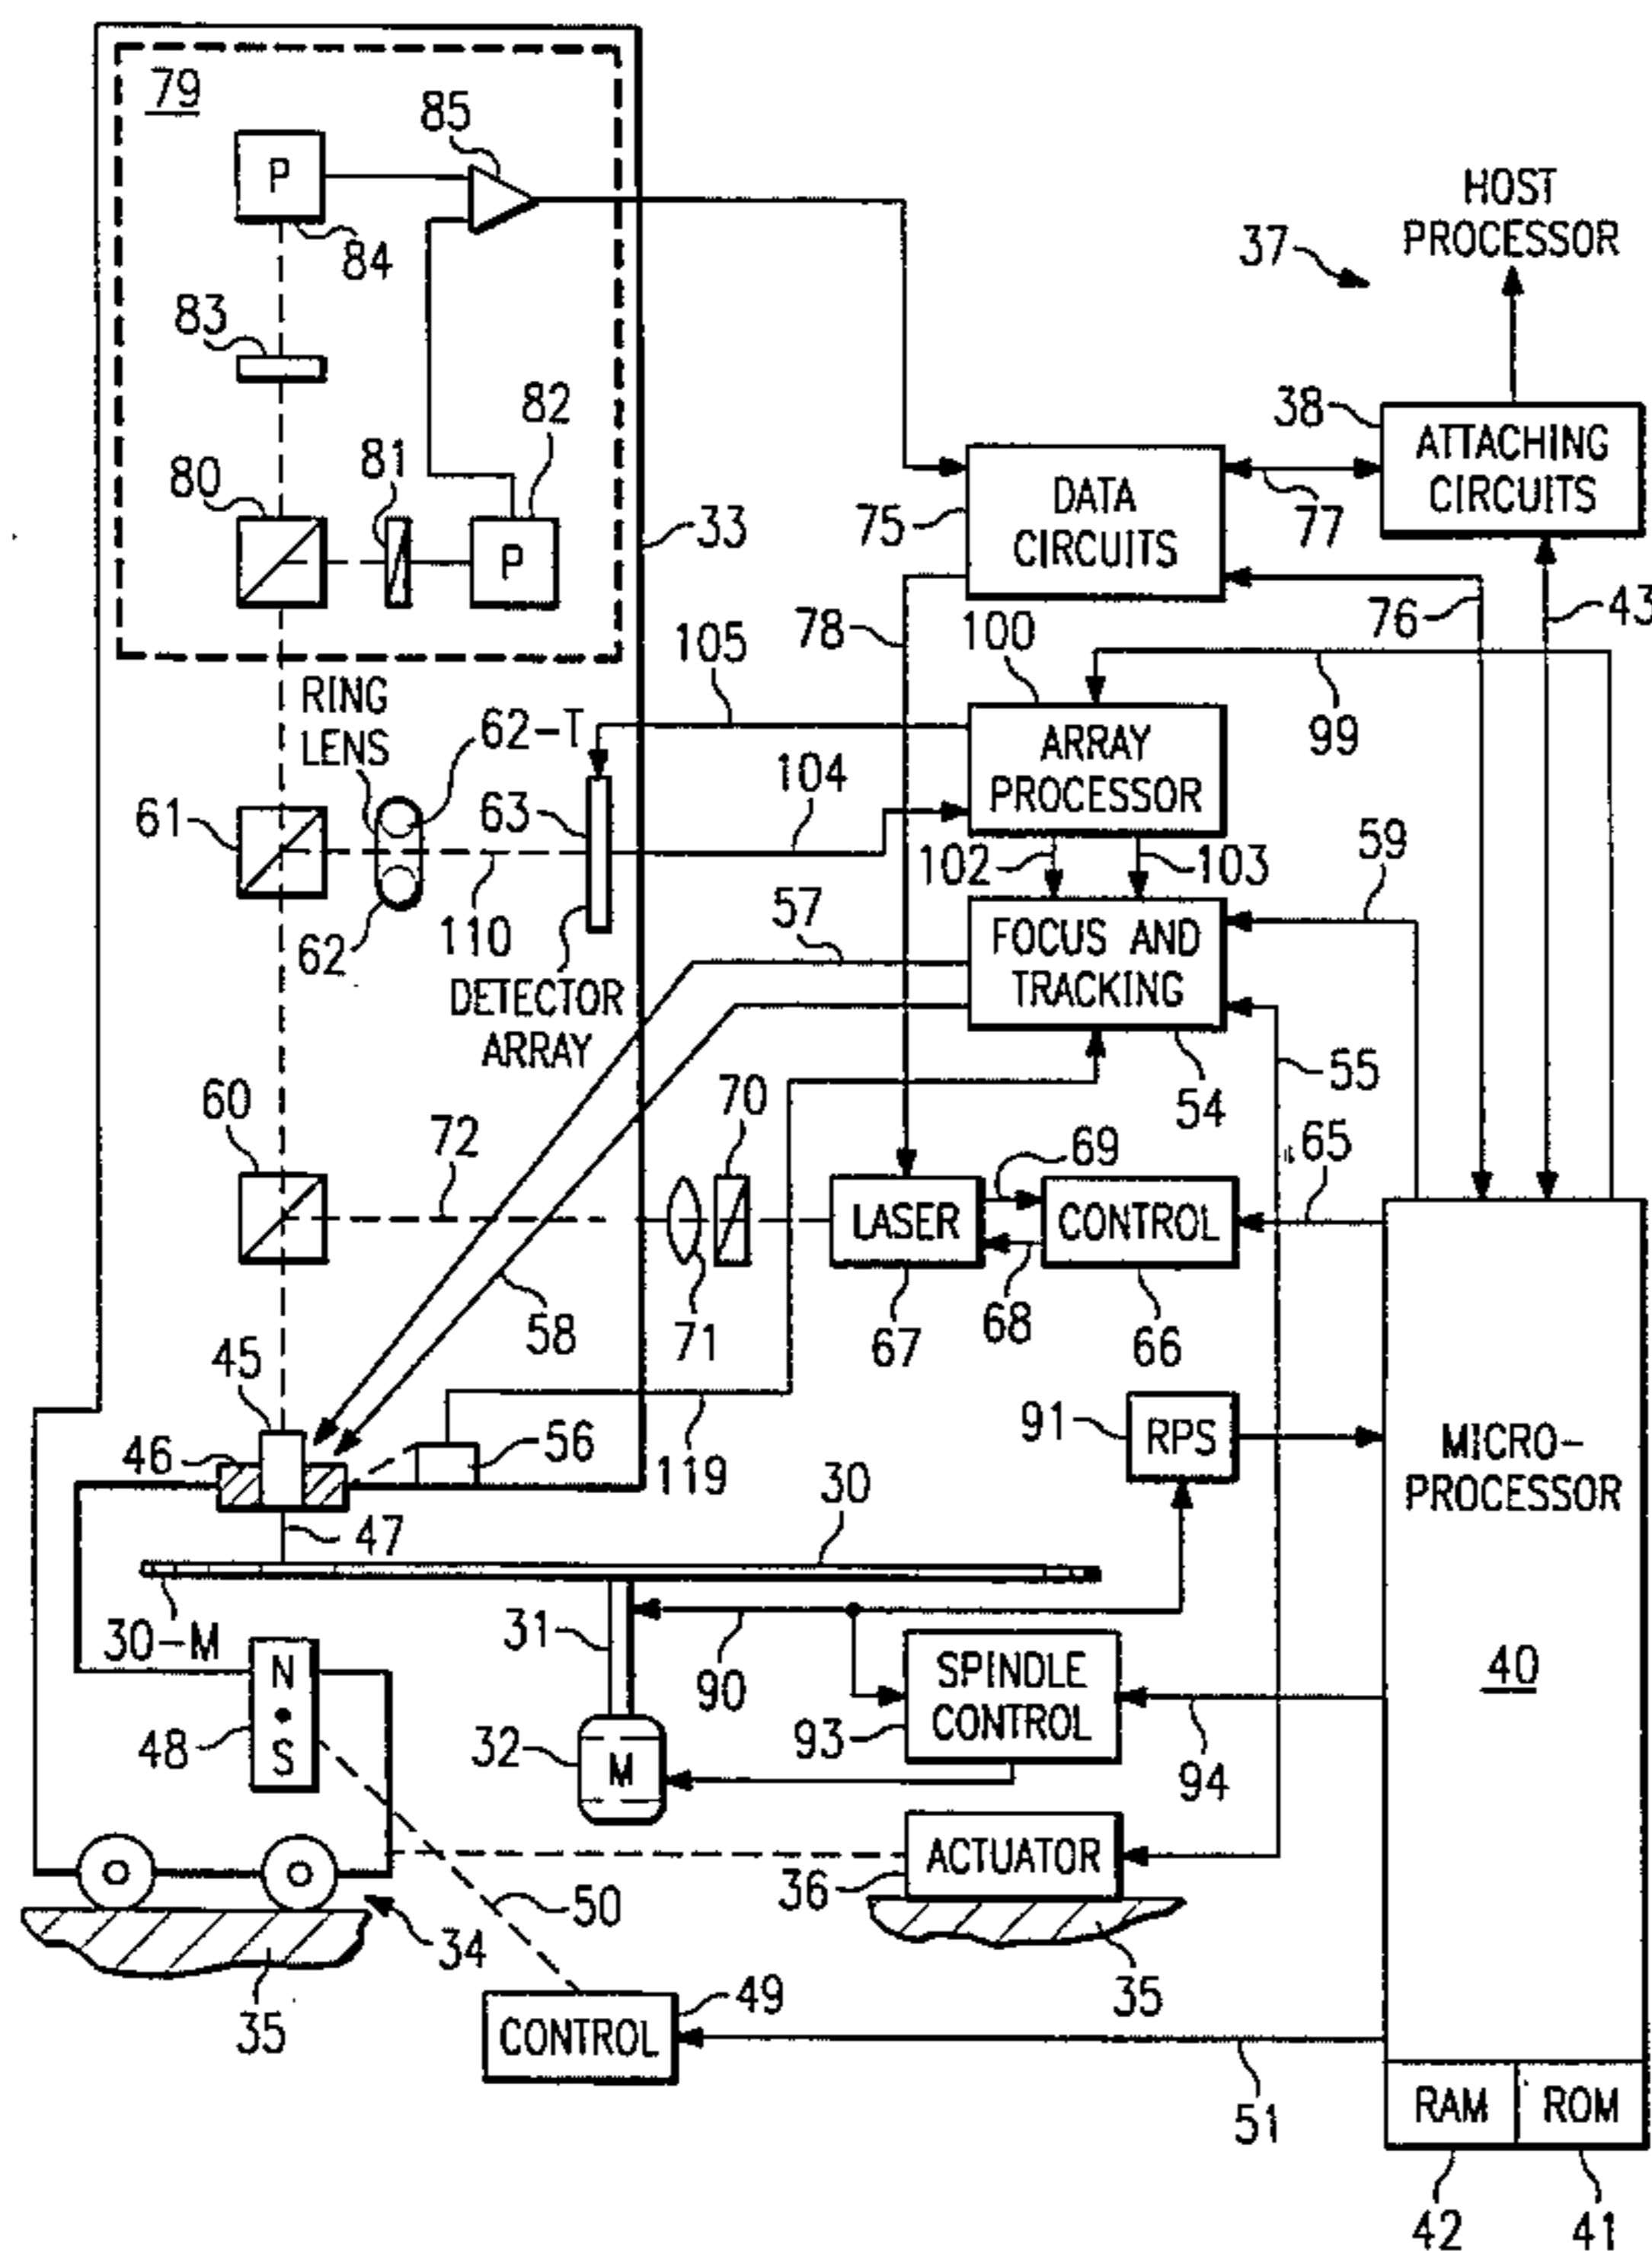 79
P
84
85
83
80
81
82
P
33
37
HOST
PROCESSOR
38
ATTACHING
CIRCUITS
75
DATA
CIRCUITS
77
76
43
78
105
100
99
RING
LENS
62-T
63
104
ARRAY
PROCESSOR
61
62
110
102
103
59
57
DETECTOR
ARRAY
FOCUS AND
TRACKING
54
55
60
72
70
71
69
65
LASER
CONTROL
68
67
66
58
45
46
56
119
91
RPS
MICRO-
PROCESSOR
40
47
30
30-M
31
90
SPINDLE
CONTROL
93
94
N
S
48
32
M
36
ACTUATOR
50
34
35
35
49
CONTROL
51
RAM
ROM
42
41